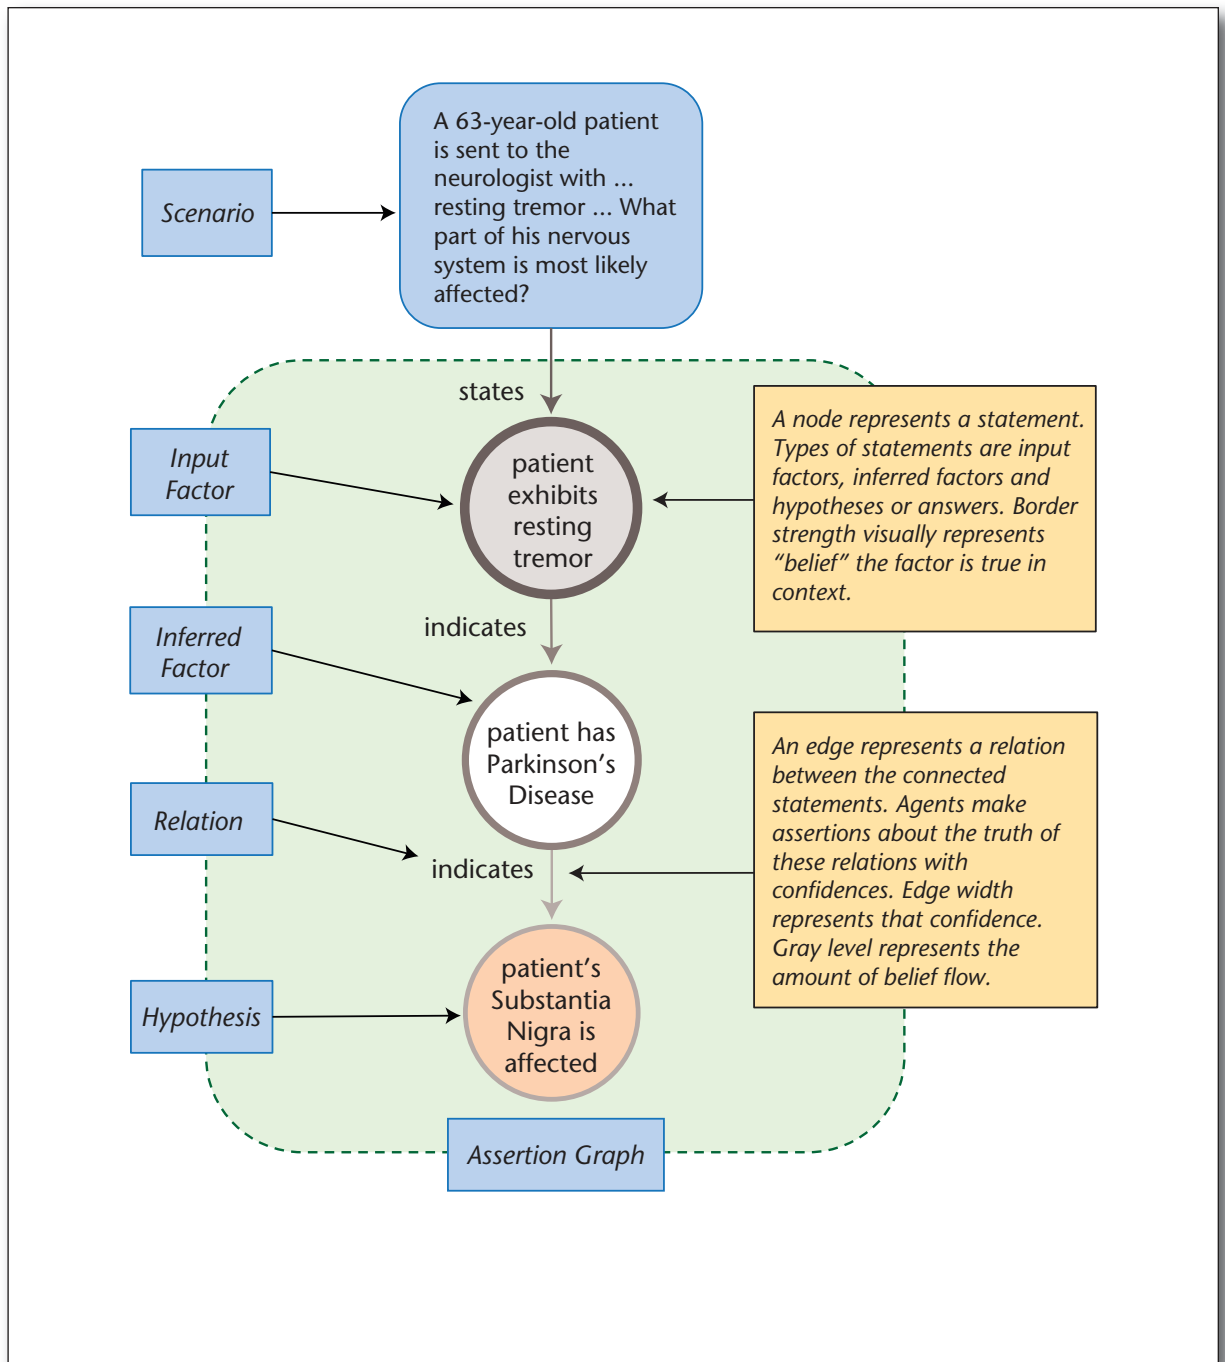 A 63-year-old patient
is sent to the
neurologist with ...
resting tremor ... What
part of his nervous
system is most likely
affected?
Scenario
states
Input
Factor
patient
exhibits
resting
tremor
A node represents a statement.
Types of statements are input
factors, inferred factors and
hypotheses or answers. Border
strength visually represents
“belief” the factor is true in
context.
indicates
Inferred
Factor
patient has
Parkinson’s
Disease
An edge represents a relation
between the connected
statements. Agents make
assertions about the truth of
these relations with
confidences. Edge width
represents that confidence.
Gray level represents the
amount of belief flow.
Relation
indicates
Hypothesis
patient’s
Substantia
Nigra is
affected
Assertion Graph